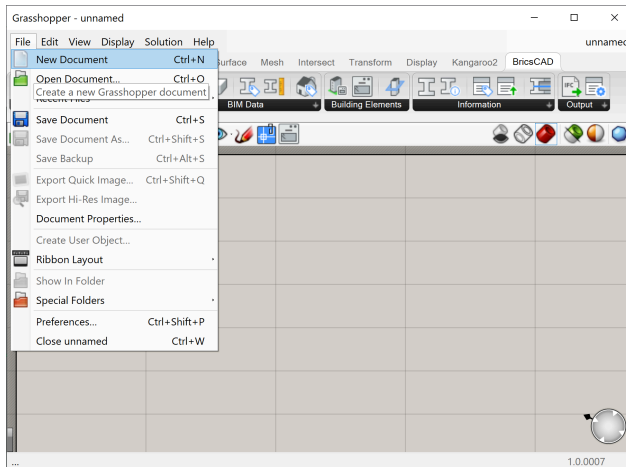 Grasshopper - unnamed
File Edit View Display Solution Help unnamed
New Document Ctrl+N
Surface Mesh Intersect Transform Display Kangaroo2 BricsCAD
Open Document... Ctrl+O
Create a new Grasshopper document
Recent Files
BIM Data Building Elements Information Output
IFC
Save Document Ctrl+S
Save Document As... Ctrl+Shift+S
Save Backup Ctrl+Alt+S
Export Quick Image... Ctrl+Shift+Q
Export Hi-Res Image...
Document Properties...
Create User Object...
Ribbon Layout
Show In Folder
Special Folders
Preferences... Ctrl+Shift+P
Close unnamed Ctrl+W
... 1.0.0007